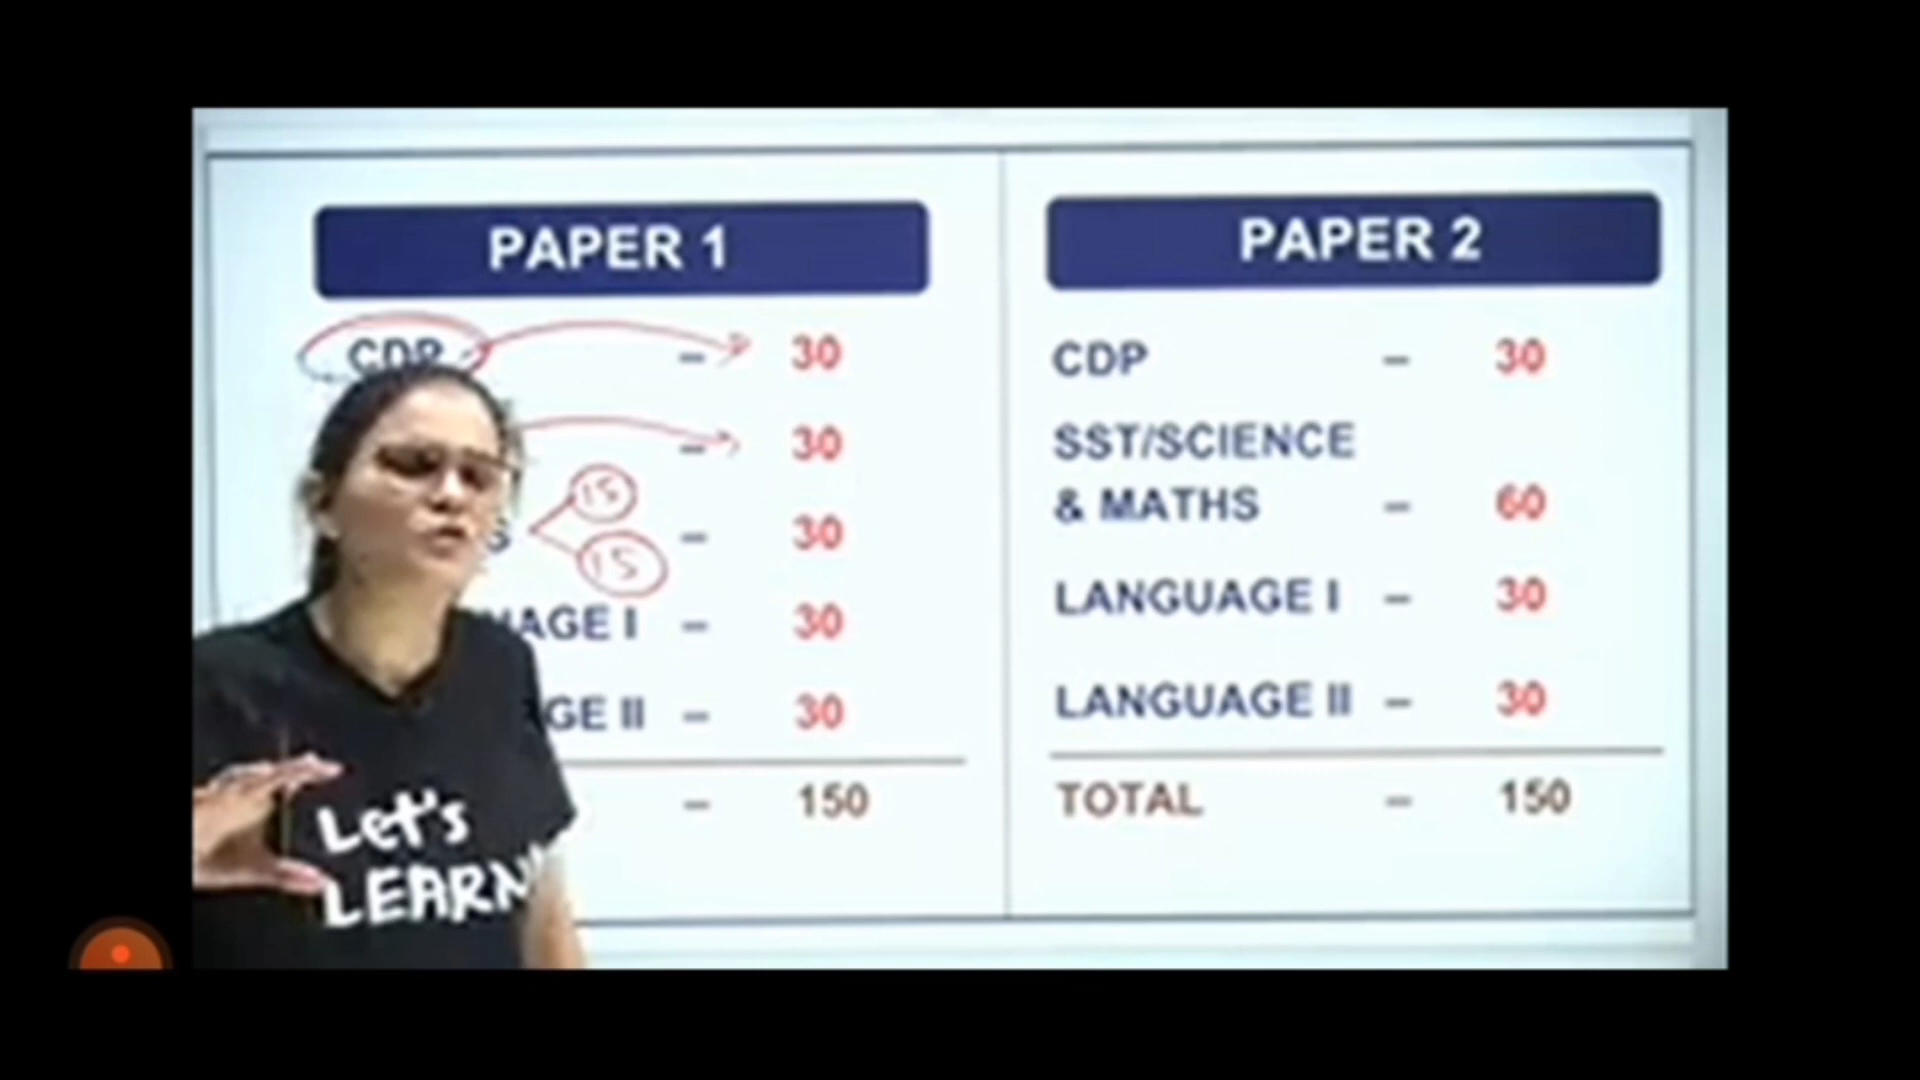 PAPER 1
CDP - 30
- 30
15
S - 30
15
AGE I - 30
GE II - 30
- 150
PAPER 2
CDP - 30
SST/SCIENCE
& MATHS - 60
LANGUAGE I - 30
LANGUAGE II - 30
TOTAL - 150
Let's
LEARN